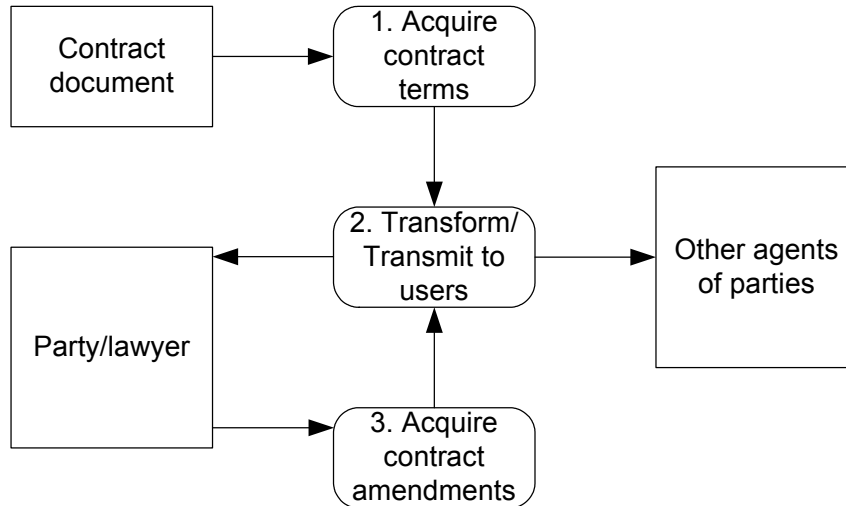 Contract
document
1. Acquire
contract
terms
2. Transform/
Transmit to
users
Other agents
of parties
Party/lawyer
3. Acquire
contract
amendments